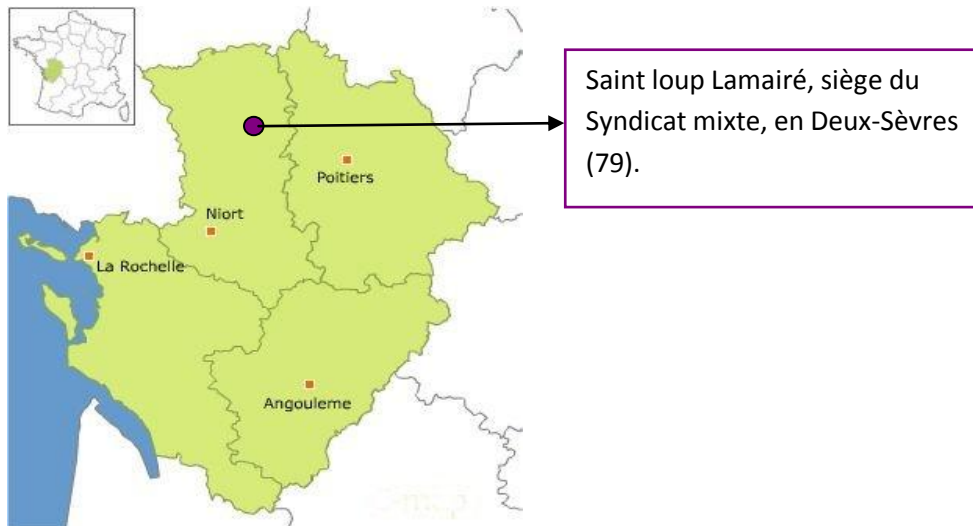 Saint loup Lamairé, siège du
Syndicat mixte, en Deux-Sèvres
(79).
Poitiers
Niort
La Rochelle
Angouleme